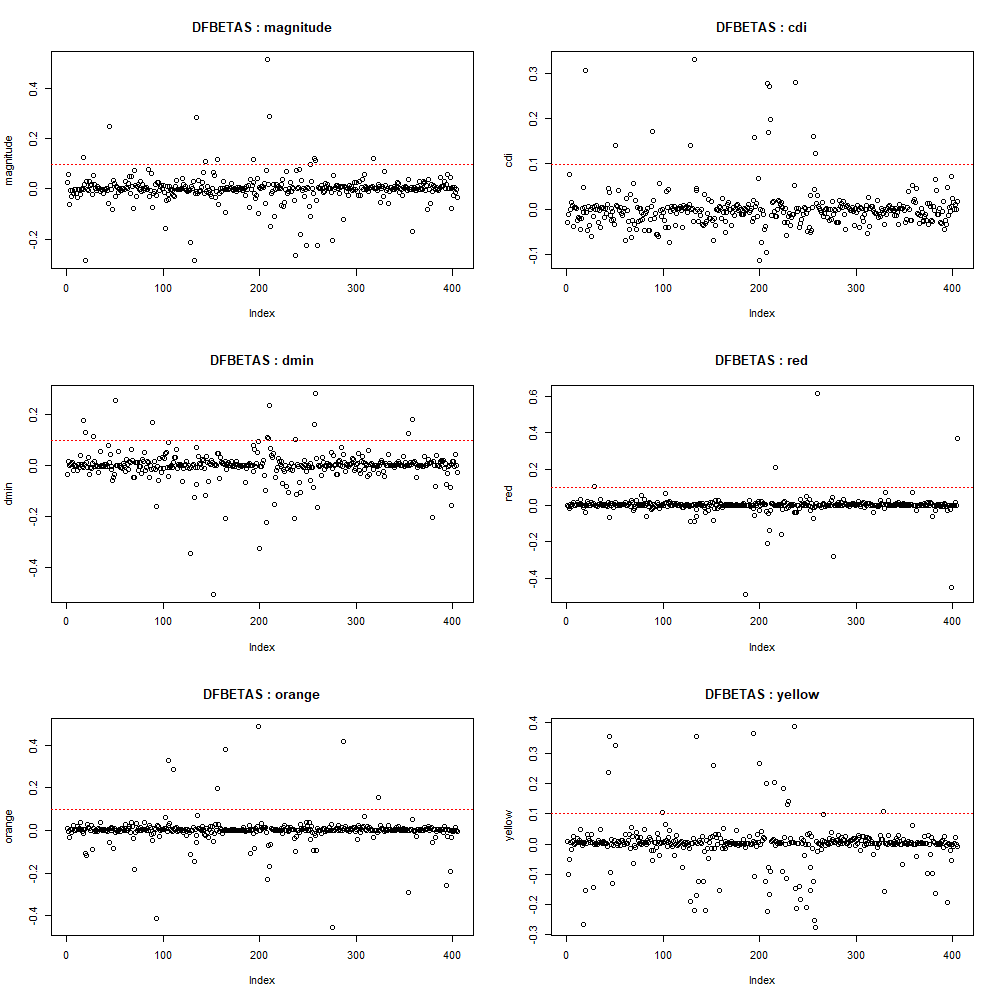 DFBETAS : magnitude
magnitude
0.4
0.2
0.0
-0.2
0 100 200 300 400
Index
DFBETAS : cdi
cdi
0.3
0.2
0.1
0.0
-0.1
0 100 200 300 400
Index
DFBETAS : dmin
dmin
0.2
0.0
-0.2
-0.4
0 100 200 300 400
Index
DFBETAS : red
red
0.6
0.4
0.2
0.0
-0.2
-0.4
0 100 200 300 400
Index
DFBETAS : orange
orange
0.4
0.2
0.0
-0.2
-0.4
0 100 200 300 400
Index
DFBETAS : yellow
yellow
0.4
0.3
0.2
0.1
0.0
-0.1
-0.2
-0.3
0 100 200 300 400
Index